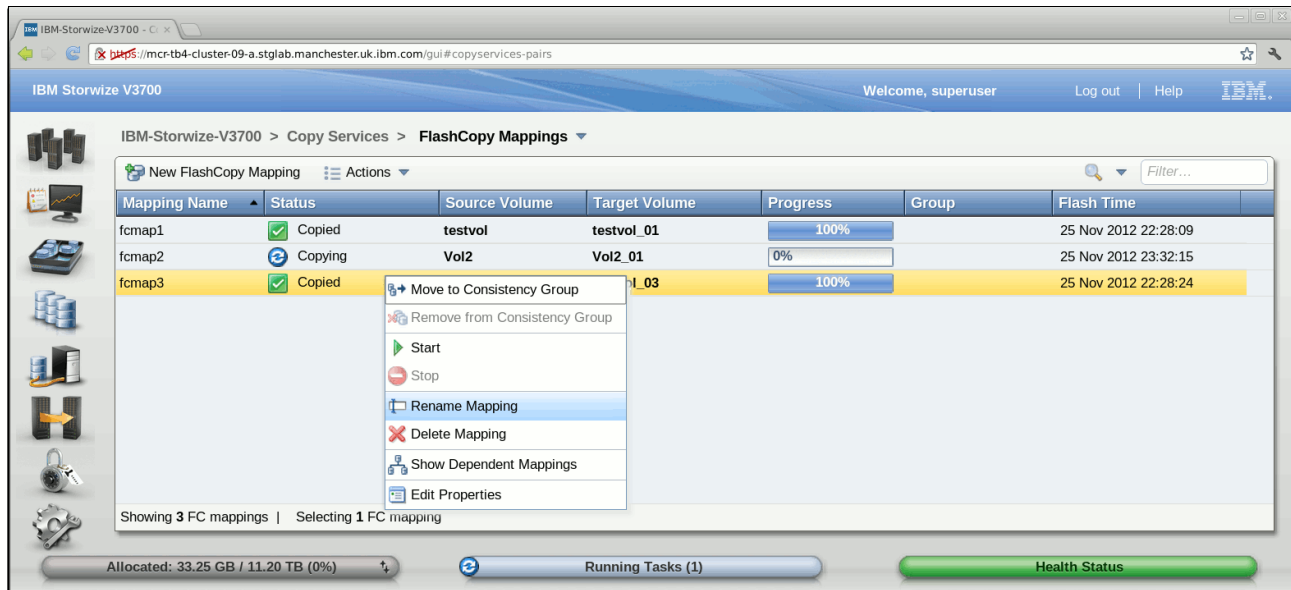 IBM-Storwize-V3700 - C
https://mcr-tb4-cluster-09-a.stglab.manchester.uk.ibm.com/gui#copyservices-pairs
IBM Storwize V3700 Welcome, superuser Log out | Help IBM.
IBM-Storwize-V3700 > Copy Services > FlashCopy Mappings
New FlashCopy Mapping Actions Filter...
Mapping Name Status Source Volume Target Volume Progress Group Flash Time
fcmap1 Copied testvol testvol_01 100% 25 Nov 2012 22:28:09
fcmap2 Copying Vol2 Vol2_01 0% 25 Nov 2012 23:32:15
fcmap3 Copied l_03 100% 25 Nov 2012 22:28:24
Move to Consistency Group
Remove from Consistency Group
Start
Stop
Rename Mapping
Delete Mapping
Show Dependent Mappings
Edit Properties
Showing 3 FC mappings | Selecting 1 FC mapping
Allocated: 33.25 GB / 11.20 TB (0%) Running Tasks (1) Health Status